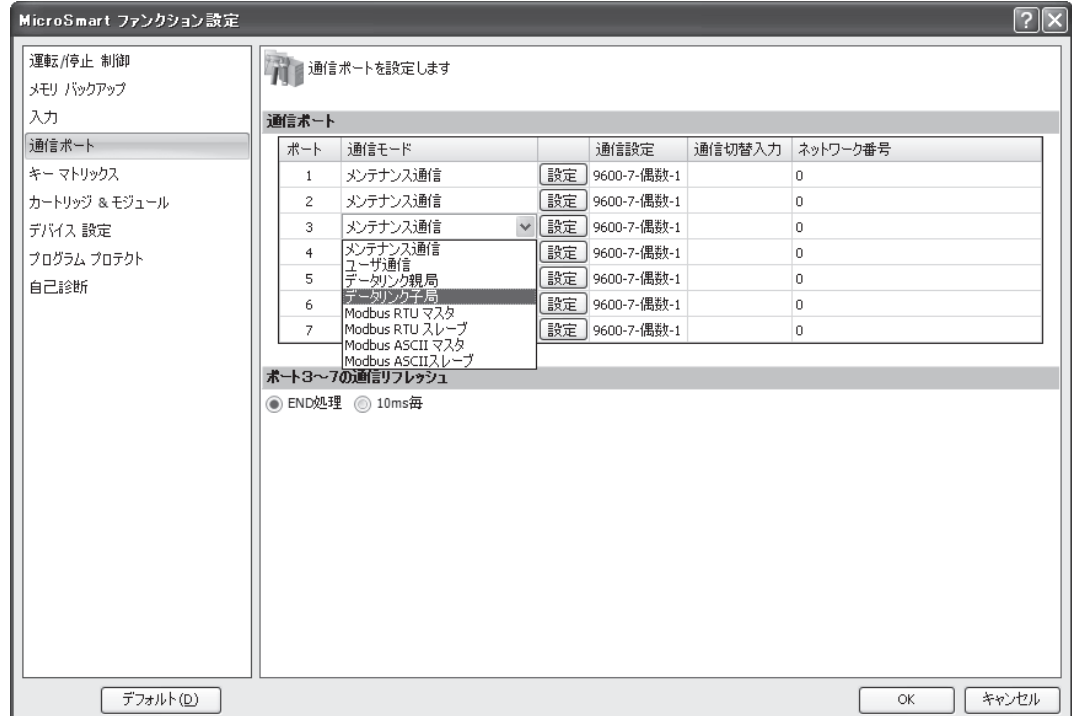 MicroSmart ファンクション設定
運転/停止 制御
メモリ バックアップ
入力
通信ポート
キー マトリックス
カートリッジ & モジュール
デバイス 設定
プログラム プロテクト
自己診断
通信ポートを設定します
通信ポート
ポート 通信モード 通信設定 通信切替入力 ネットワーク番号
1 メンテナンス通信 設定 9600-7-偶数-1 0
2 メンテナンス通信 設定 9600-7-偶数-1 0
3 メンテナンス通信 設定 9600-7-偶数-1 0
4 設定 9600-7-偶数-1 0
5 設定 9600-7-偶数-1 0
6 設定 9600-7-偶数-1 0
7 設定 9600-7-偶数-1 0
メンテナンス通信
ユーザ通信
データリンク親局
データリンク子局
Modbus RTU マスタ
Modbus RTU スレーブ
Modbus ASCII マスタ
Modbus ASCIIスレーブ
ポート3～7の通信リフレッシュ
END処理 10ms毎
デフォルト(D) OK キャンセル